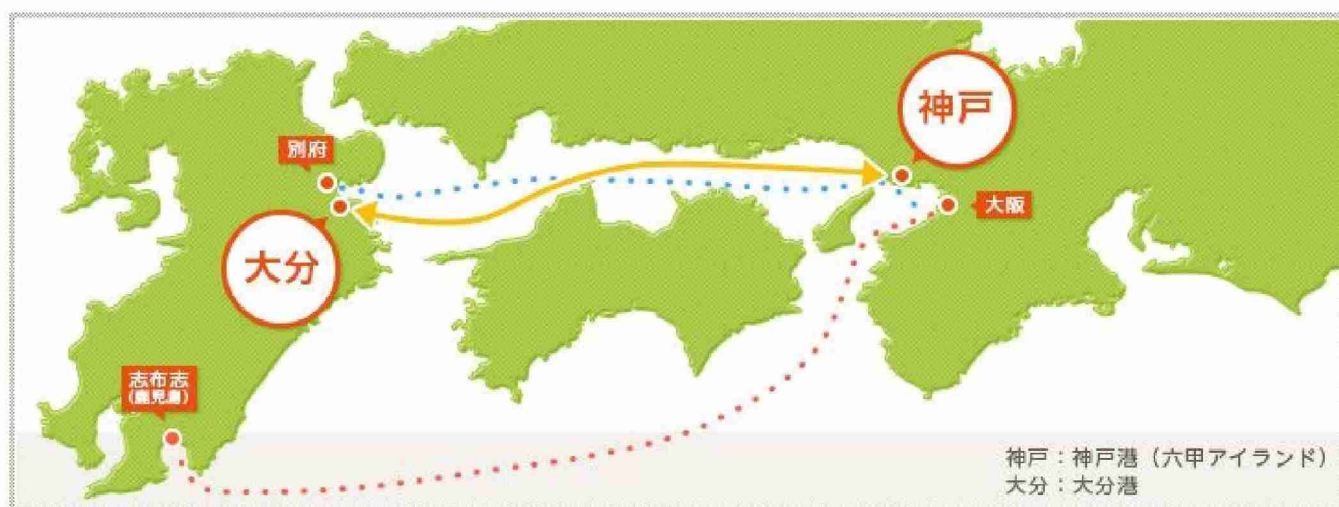 神戸
別府
大阪
大分
志布志
(鹿児島)
神戸：神戸港（六甲アイランド）
大分：大分港